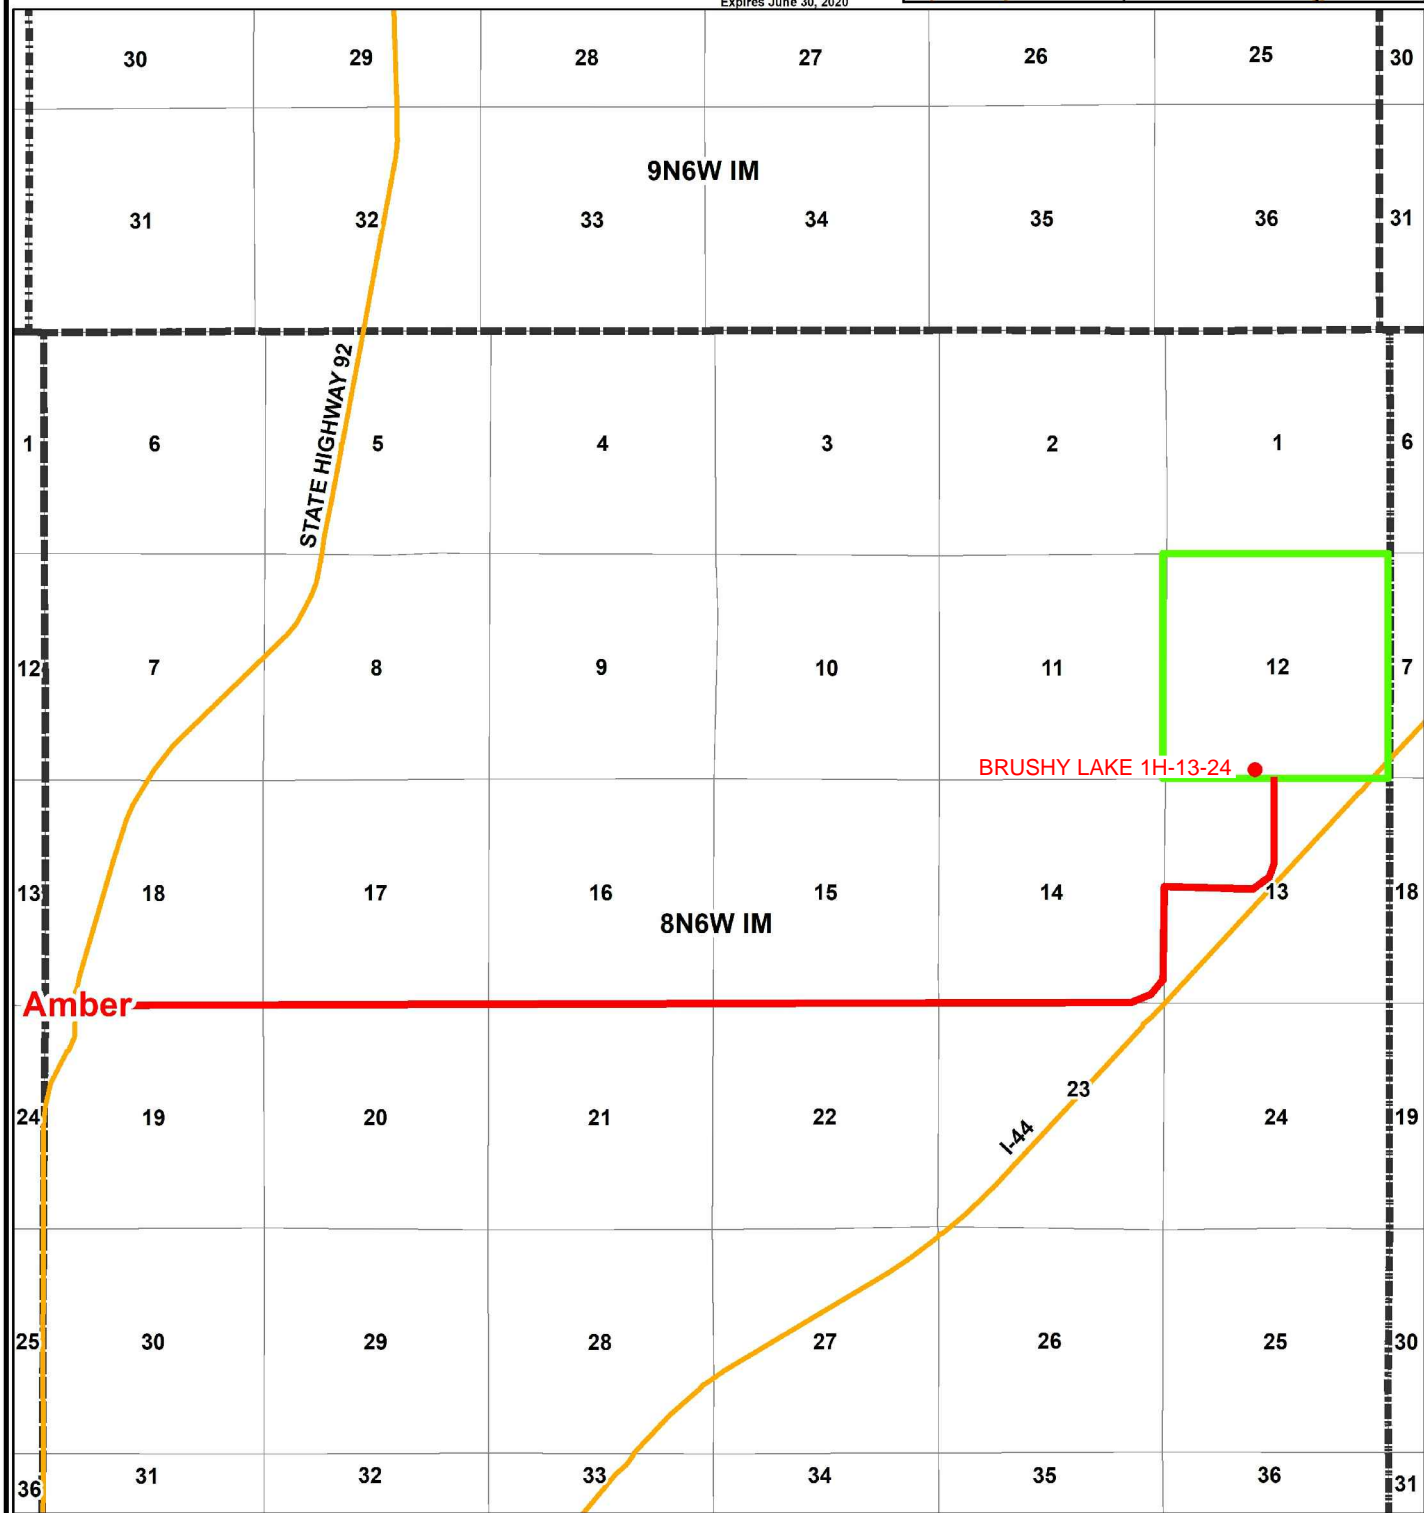 Expires June 30, 2020
30 29 28 27 26 25 30
9N6W IM
31 32 33 34 35 36 31
STATE HIGHWAY 92
1 6 5 4 3 2 1 6
12 7 8 9 10 11 12 7
BRUSHY LAKE 1H-13-24
13 18 17 16 15 14 13 18
8N6W IM
Amber
23
24 19 20 21 22 24 19
I-44
25 30 29 28 27 26 25 30
36 31 32 33 34 35 36 31